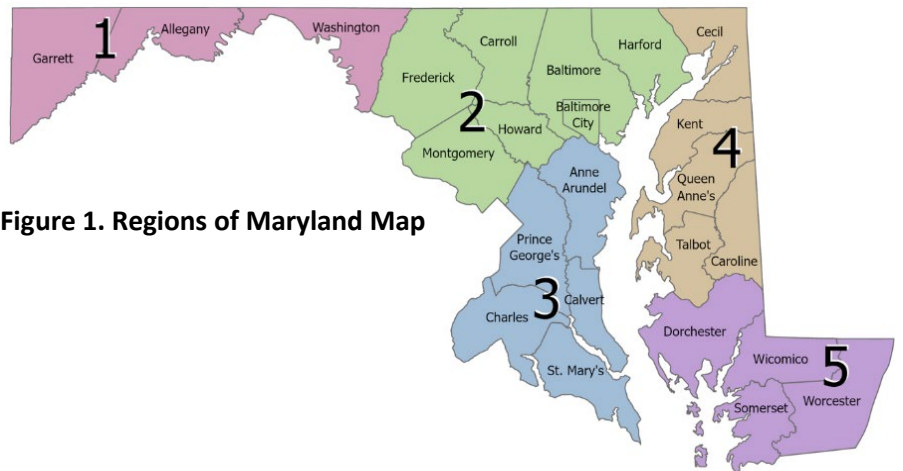 Garrett
1
Allegany
Washington
Frederick
Carroll
Baltimore
Harford
2
Baltimore
City
Howard
Montgomery
Cecil
Kent
4
Queen
Anne's
Talbot
Caroline
Anne
Arundel
Figure 1. Regions of Maryland Map
Prince
George's
3
Calvert
Charles
St. Mary's
Dorchester
Wicomico
5
Somerset
Worcester